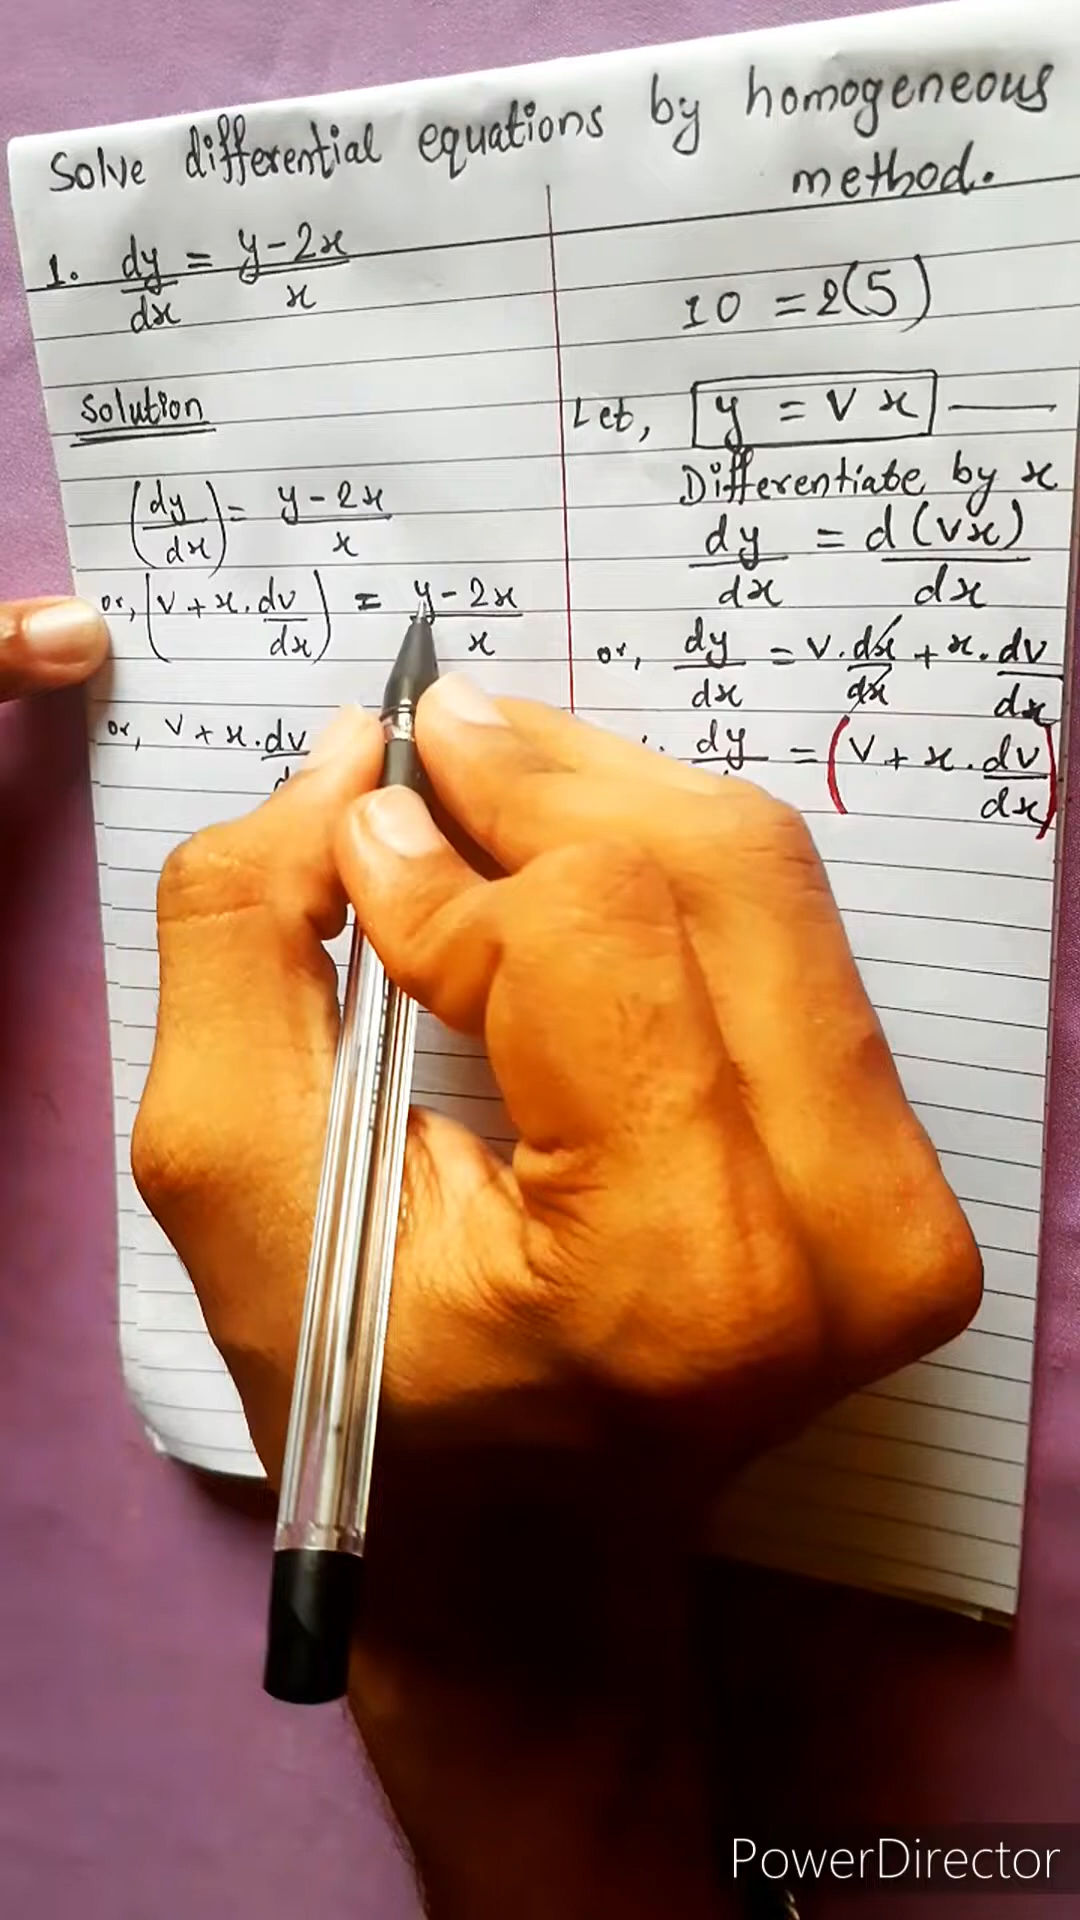 Solve differential equations by homogeneous
method.
1. dy/dx = y-2x/x
Solution
(dy/dx) = y-2x/x
or, (v + x.dv/dx) = y-2x/x
or, v + x.dv
10 = 2(5)
Let, y = vx
Differentiate by x
dy/dx = d(vx)/dx
or, dy/dx = v.dx/dx + x.dv/dx
dy = (v + x.dv/dx)
PowerDirector